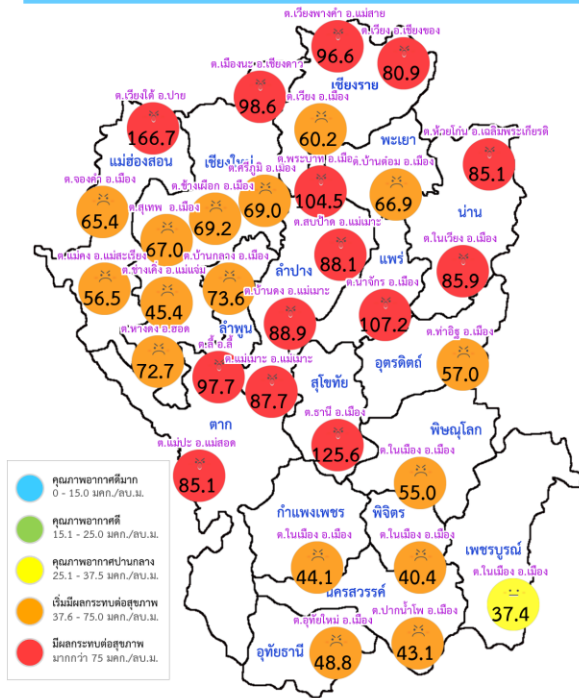 ต.เวียงพางคำ อ.แม่สาย
96.6
ต.เวียง อ.เชียงของ
80.9
เชียงราย
ต.เมืองนะ อ.เชียงดาว
98.6
ต.เวียง อ.เมือง
60.2
ต.เวียงใต้ อ.ปาย
166.7
แม่ฮ่องสอน
เชียงใหม่
พะเยา
ต.ห้วยโก๋น อ.เฉลิมพระเกียรติ
85.1
น่าน
ต.พระบาท อ.เมือง
104.5
ต.บ้านต๋อม อ.เมือง
66.9
ต.ศรีภูมิ อ.เมือง
69.0
ต.ช้างเผือก อ.เมือง
69.2
ต.จองคำ อ.เมือง
65.4
ต.สุเทพ อ.เมือง
67.0
ต.สบป้าด อ.แม่เมาะ
88.1
แพร่
ต.ในเวียง อ.เมือง
85.9
ต.แม่คง อ.แม่สะเรียง
56.5
ต.ช่างเคิ่ง อ.แม่แจ่ม
45.4
ต.บ้านกลาง อ.เมือง
73.6
ลำปาง
ต.บ้านดง อ.แม่เมาะ
88.9
ต.นาจักร อ.เมือง
107.2
ลำพูน
ต.หางดง อ.ฮอด
72.7
ต.ลี้ อ.ลี้
97.7
ต.แม่เมาะ อ.แม่เมาะ
87.7
สุโขทัย
อุตรดิตถ์
ต.ท่าอิฐ อ.เมือง
57.0
ตาก
ต.ธานี อ.เมือง
125.6
พิษณุโลก
ต.แม่ปะ อ.แม่สอด
85.1
ต.ในเมือง อ.เมือง
55.0
กำแพงเพชร
พิจิตร
เพชรบูรณ์
ต.ในเมือง อ.เมือง
44.1
ต.ในเมือง อ.เมือง
40.4
ต.ในเมือง อ.เมือง
37.4
นครสวรรค์
ต.ปากน้ำโพ อ.เมือง
43.1
อุทัยธานี
ต.อุทัยใหม่ อ.เมือง
48.8
คุณภาพอากาศดีมาก
0 - 15.0 มคก./ลบ.ม.
คุณภาพอากาศดี
15.1 - 25.0 มคก./ลบ.ม.
คุณภาพอากาศปานกลาง
25.1 - 37.5 มคก./ลบ.ม.
เริ่มมีผลกระทบต่อสุขภาพ
37.6 - 75.0 มคก./ลบ.ม.
มีผลกระทบต่อสุขภาพ
มากกว่า 75 มคก./ลบ.ม.